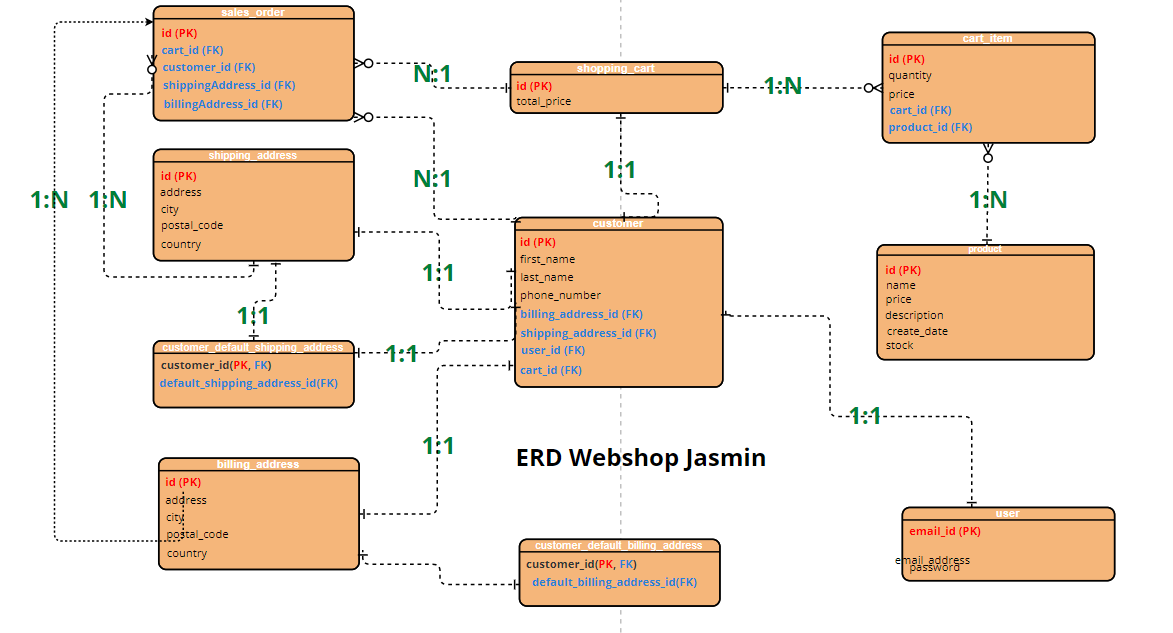 sales_order
id (PK)
cart_id (FK)
customer_id (FK)
shippingAddress_id (FK)
billingAddress_id (FK)
N:1
shopping_cart
id (PK)
total_price
1:N
cart_item
id (PK)
quantity
price
cart_id (FK)
product_id (FK)
1:N
1:N
shipping_address
id (PK)
address
city
postal_code
country
N:1
1:1
1:N
1:1
customer
id (PK)
first_name
last_name
phone_number
billing_address_id (FK)
shipping_address_id (FK)
user_id (FK)
cart_id (FK)
product
id (PK)
name
price
description
create_date
stock
1:1
customer_default_shipping_address
customer_id(PK, FK)
default_shipping_address_id(FK)
1:1
1:1
1:1
ERD Webshop Jasmin
billing_address
id (PK)
address
city
postal_code
country
customer_default_billing_address
customer_id(PK, FK)
default_billing_address_id(FK)
user
email_id (PK)
email_address
password